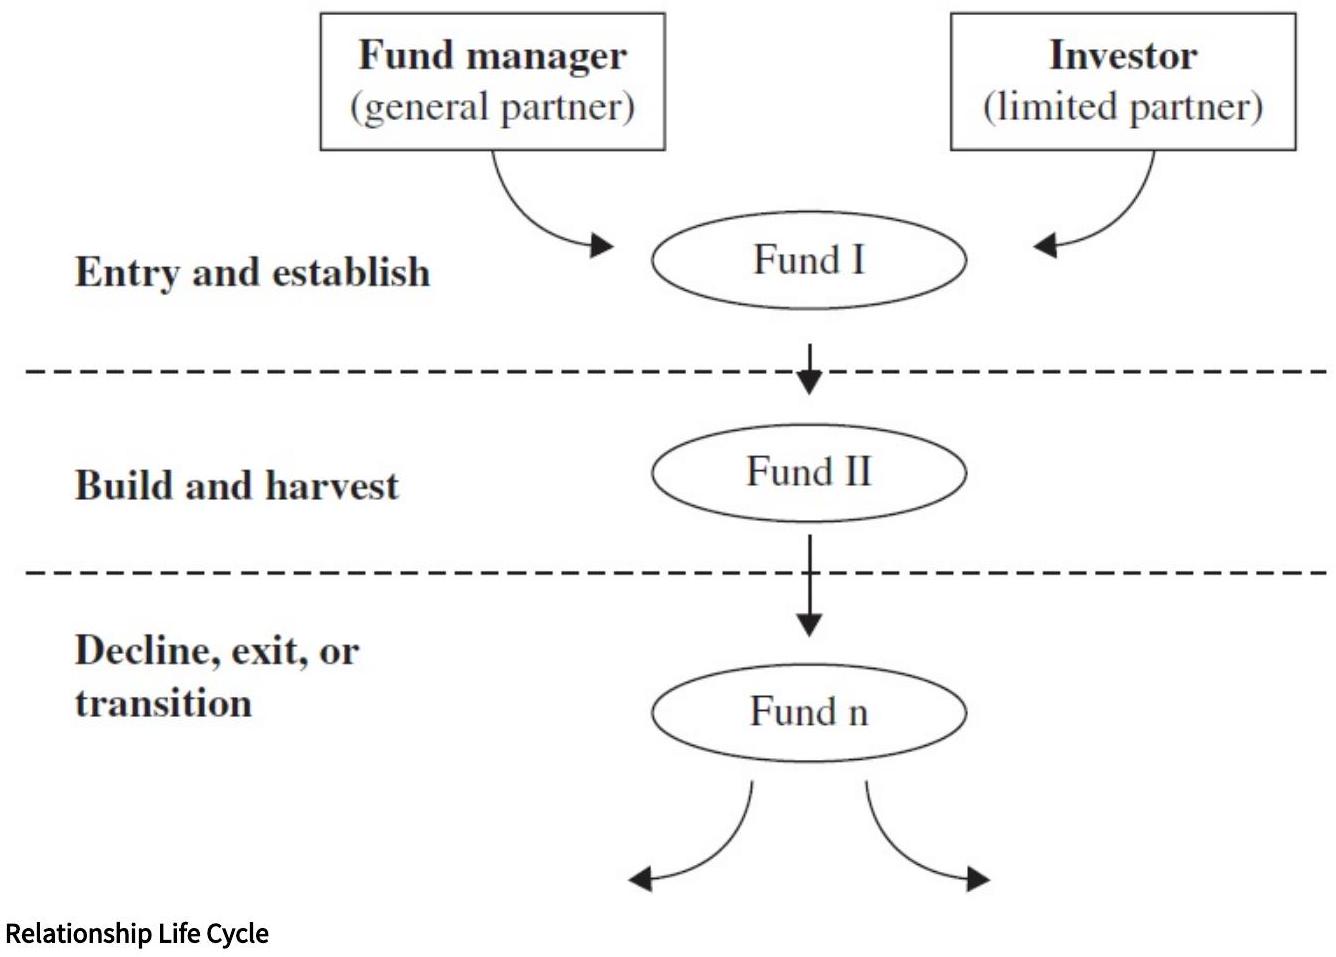 Fund manager
(general partner)
Investor
(limited partner)
Fund I
Entry and establish
Fund II
Build and harvest
Decline, exit, or
transition
Fund n
Relationship Life Cycle